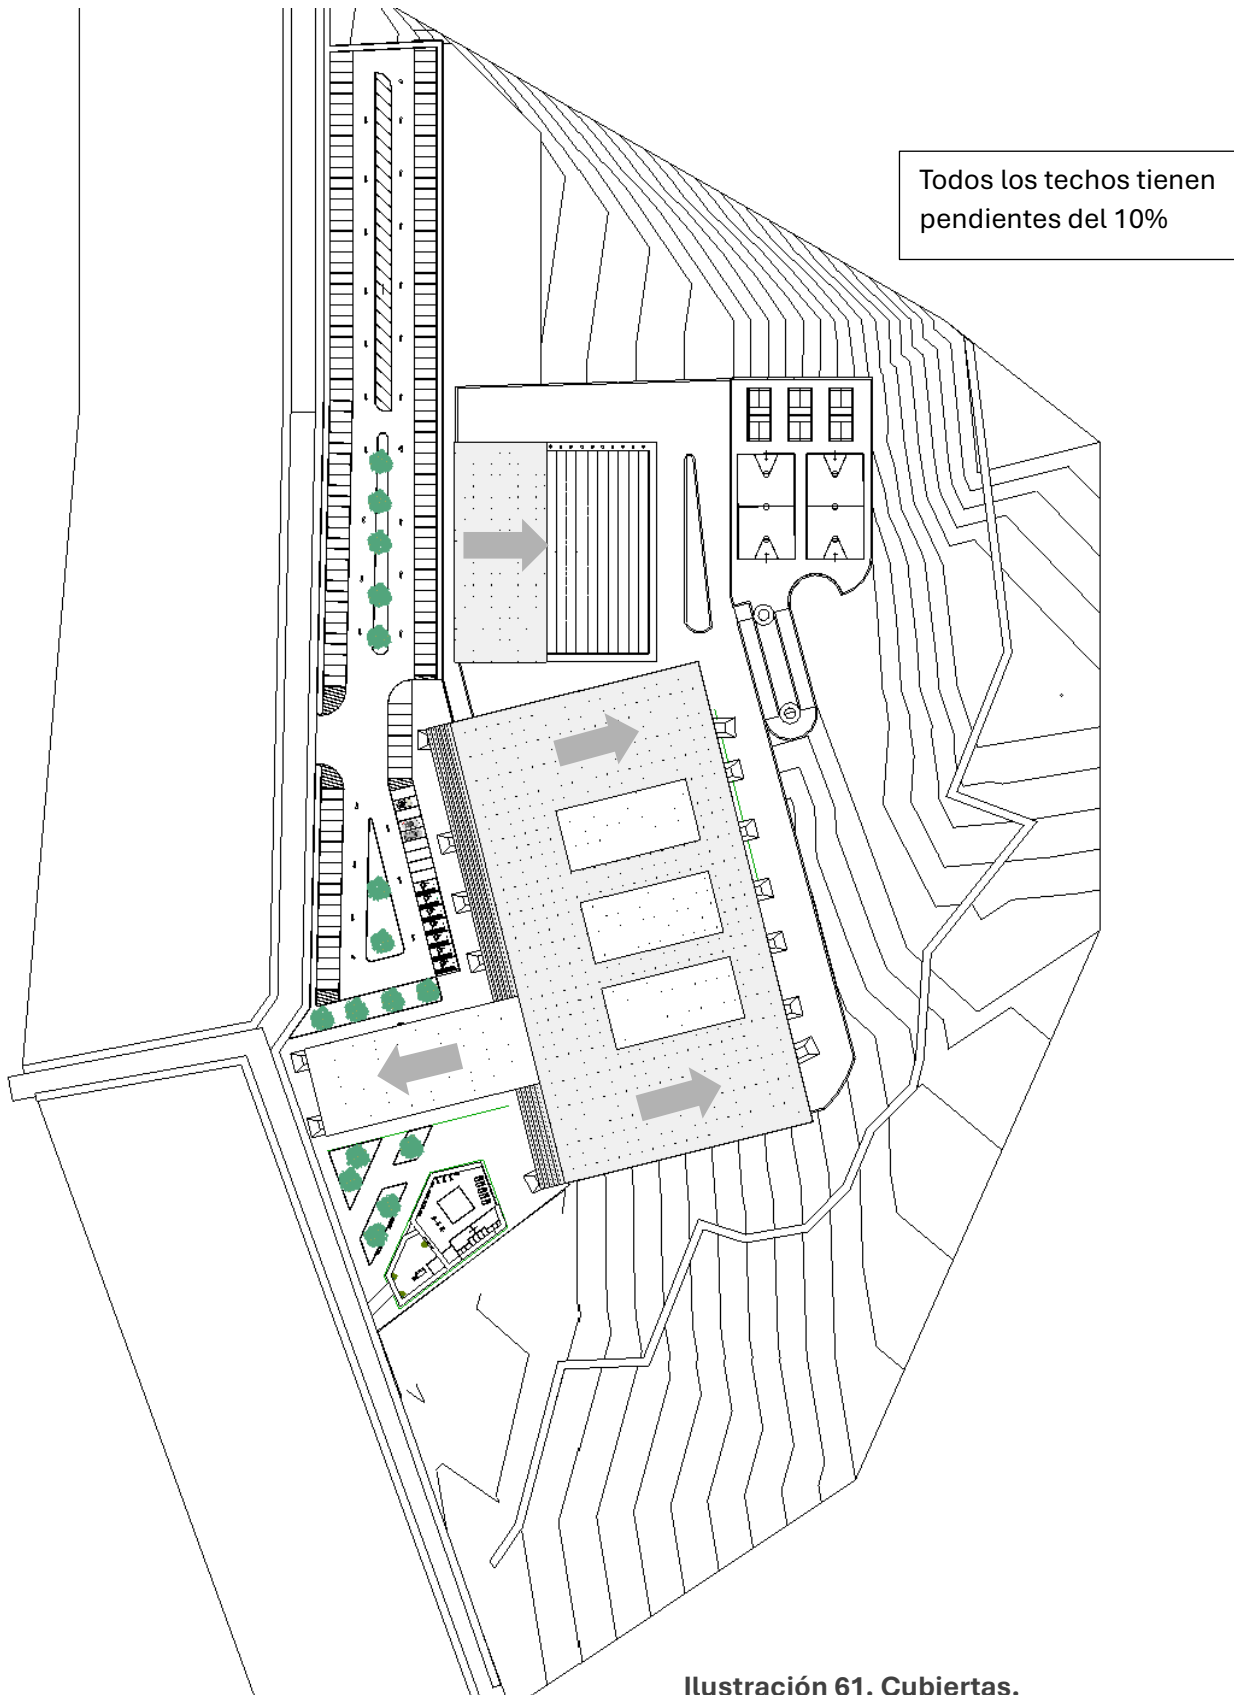 Todos los techos tienen
pendientes del 10%
Ilustración 61. Cubiertas.